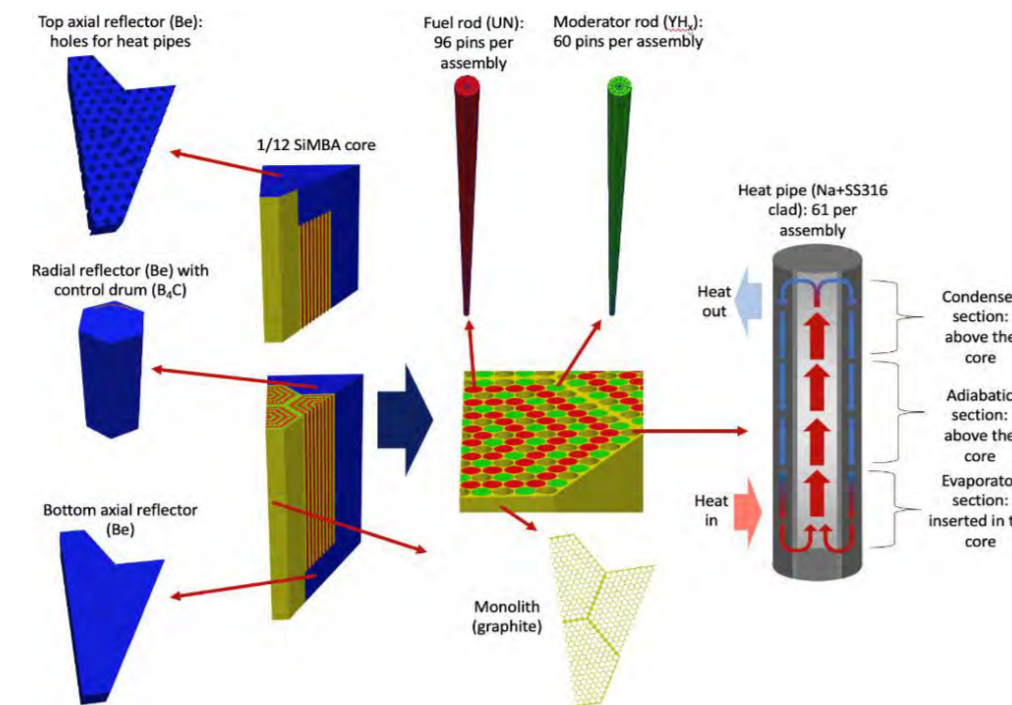 Top axial reflector (Be):
holes for heat pipes
Fuel rod (UN):
96 pins per
assembly
Moderator rod (YHx):
60 pins per assembly
1/12 SiMBA core
Heat pipe (Na+SS316
clad): 61 per
assembly
Radial reflector (Be) with
control drum (B4C)
Heat
out
Condense
section:
above the
core
Adiabatic
section:
above the
core
Heat
in
Evaporato
section:
inserted in t
core
Bottom axial reflector
(Be)
Monolith
(graphite)